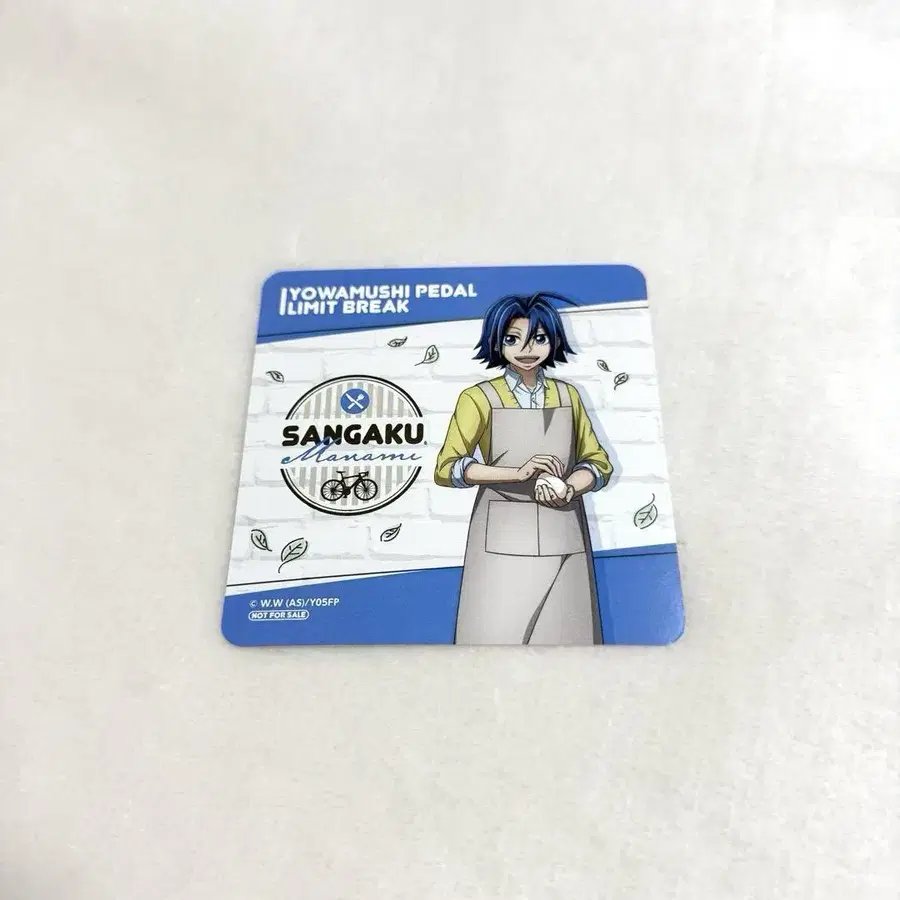 YOWAMUSHI PEDAL
LIMIT BREAK
SANGAKU
Manami
© W.W (AS)/Y05FP
NOT FOR SALE